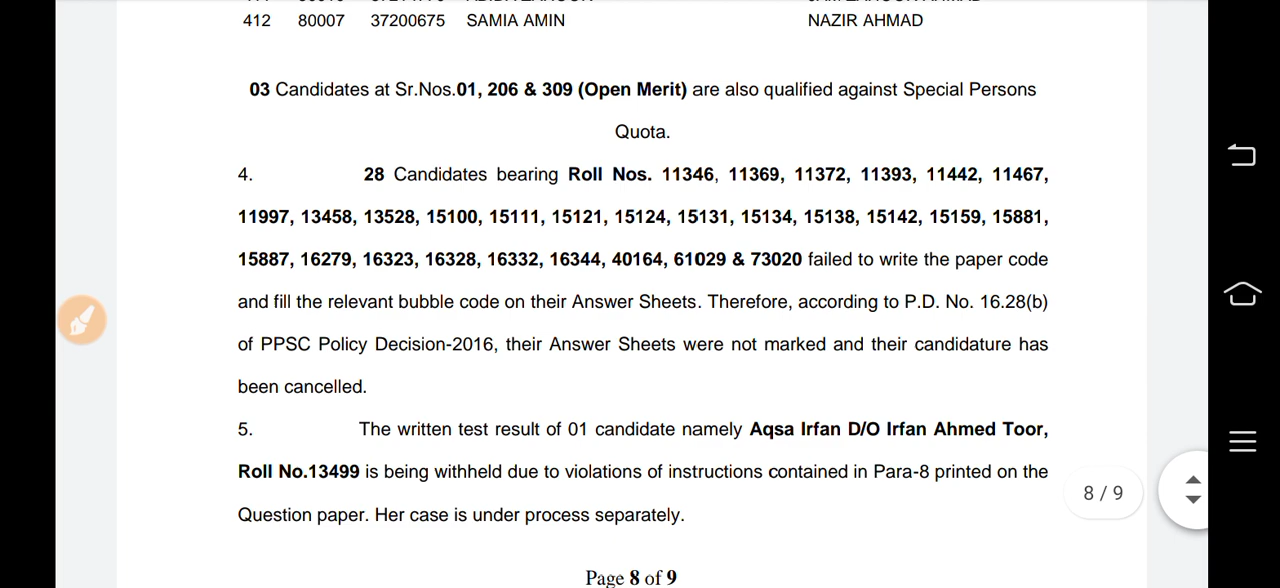 412 80007 37200675 SAMIA AMIN NAZIR AHMAD
03 Candidates at Sr.Nos.01, 206 & 309 (Open Merit) are also qualified against Special Persons
Quota.
4. 28 Candidates bearing Roll Nos. 11346, 11369, 11372, 11393, 11442, 11467,
11997, 13458, 13528, 15100, 15111, 15121, 15124, 15131, 15134, 15138, 15142, 15159, 15881,
15887, 16279, 16323, 16328, 16332, 16344, 40164, 61029 & 73020 failed to write the paper code
and fill the relevant bubble code on their Answer Sheets. Therefore, according to P.D. No. 16.28(b)
of PPSC Policy Decision-2016, their Answer Sheets were not marked and their candidature has
been cancelled.
5. The written test result of 01 candidate namely Aqsa Irfan D/O Irfan Ahmed Toor,
Roll No.13499 is being withheld due to violations of instructions contained in Para-8 printed on the
Question paper. Her case is under process separately.
8 / 9
Page 8 of 9